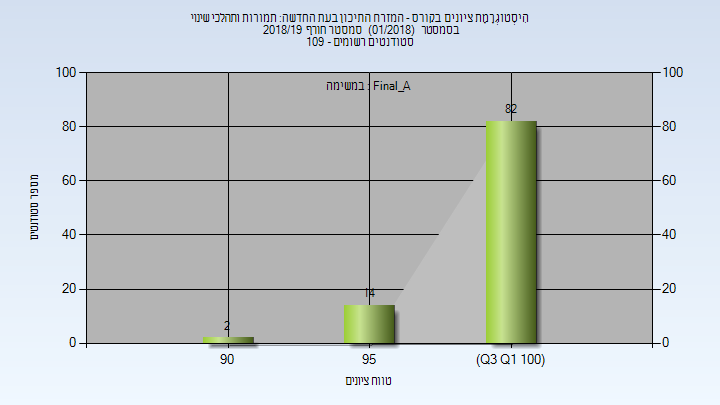 היסטוגרמת ציונים בקורס - המזרח התיכון בעת החדשה: תמורות ותהלכי שינוי
בסמסטר (01/2018) סמסטר חורף 2018/19
סטודנטים רשומים - 109
במשימה : Final_A
100
80
60
40
20
0
100
80
60
40
20
0
2
14
82
90
95
(Q3 Q1 100)
מספר סטודנטים
טווח ציונים